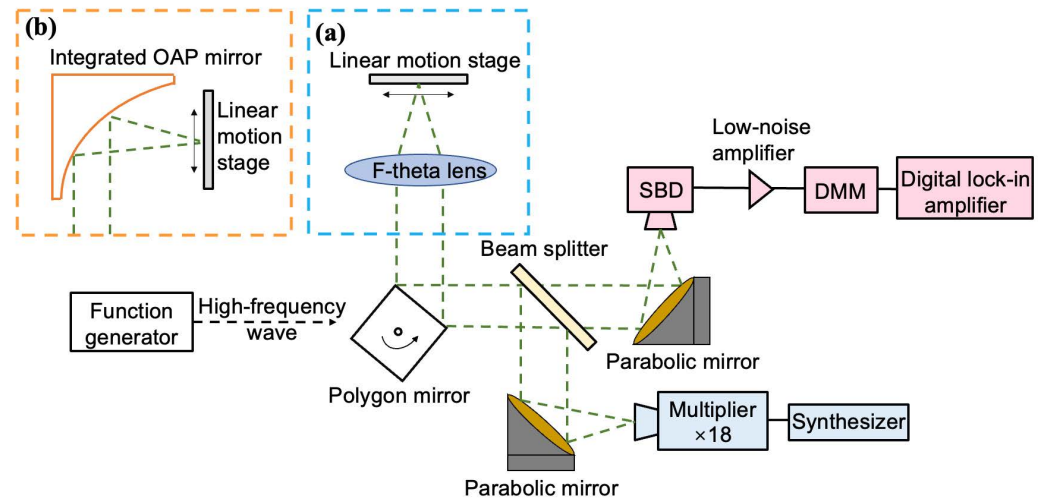 (b)
Integrated OAP mirror
Linear
motion
stage
(a)
Linear motion stage
F-theta lens
Low-noise
amplifier
SBD
DMM
Digital lock-in
amplifier
Beam splitter
Function
generator
High-frequency
wave
Polygon mirror
Parabolic mirror
Multiplier
×18
Synthesizer
Parabolic mirror